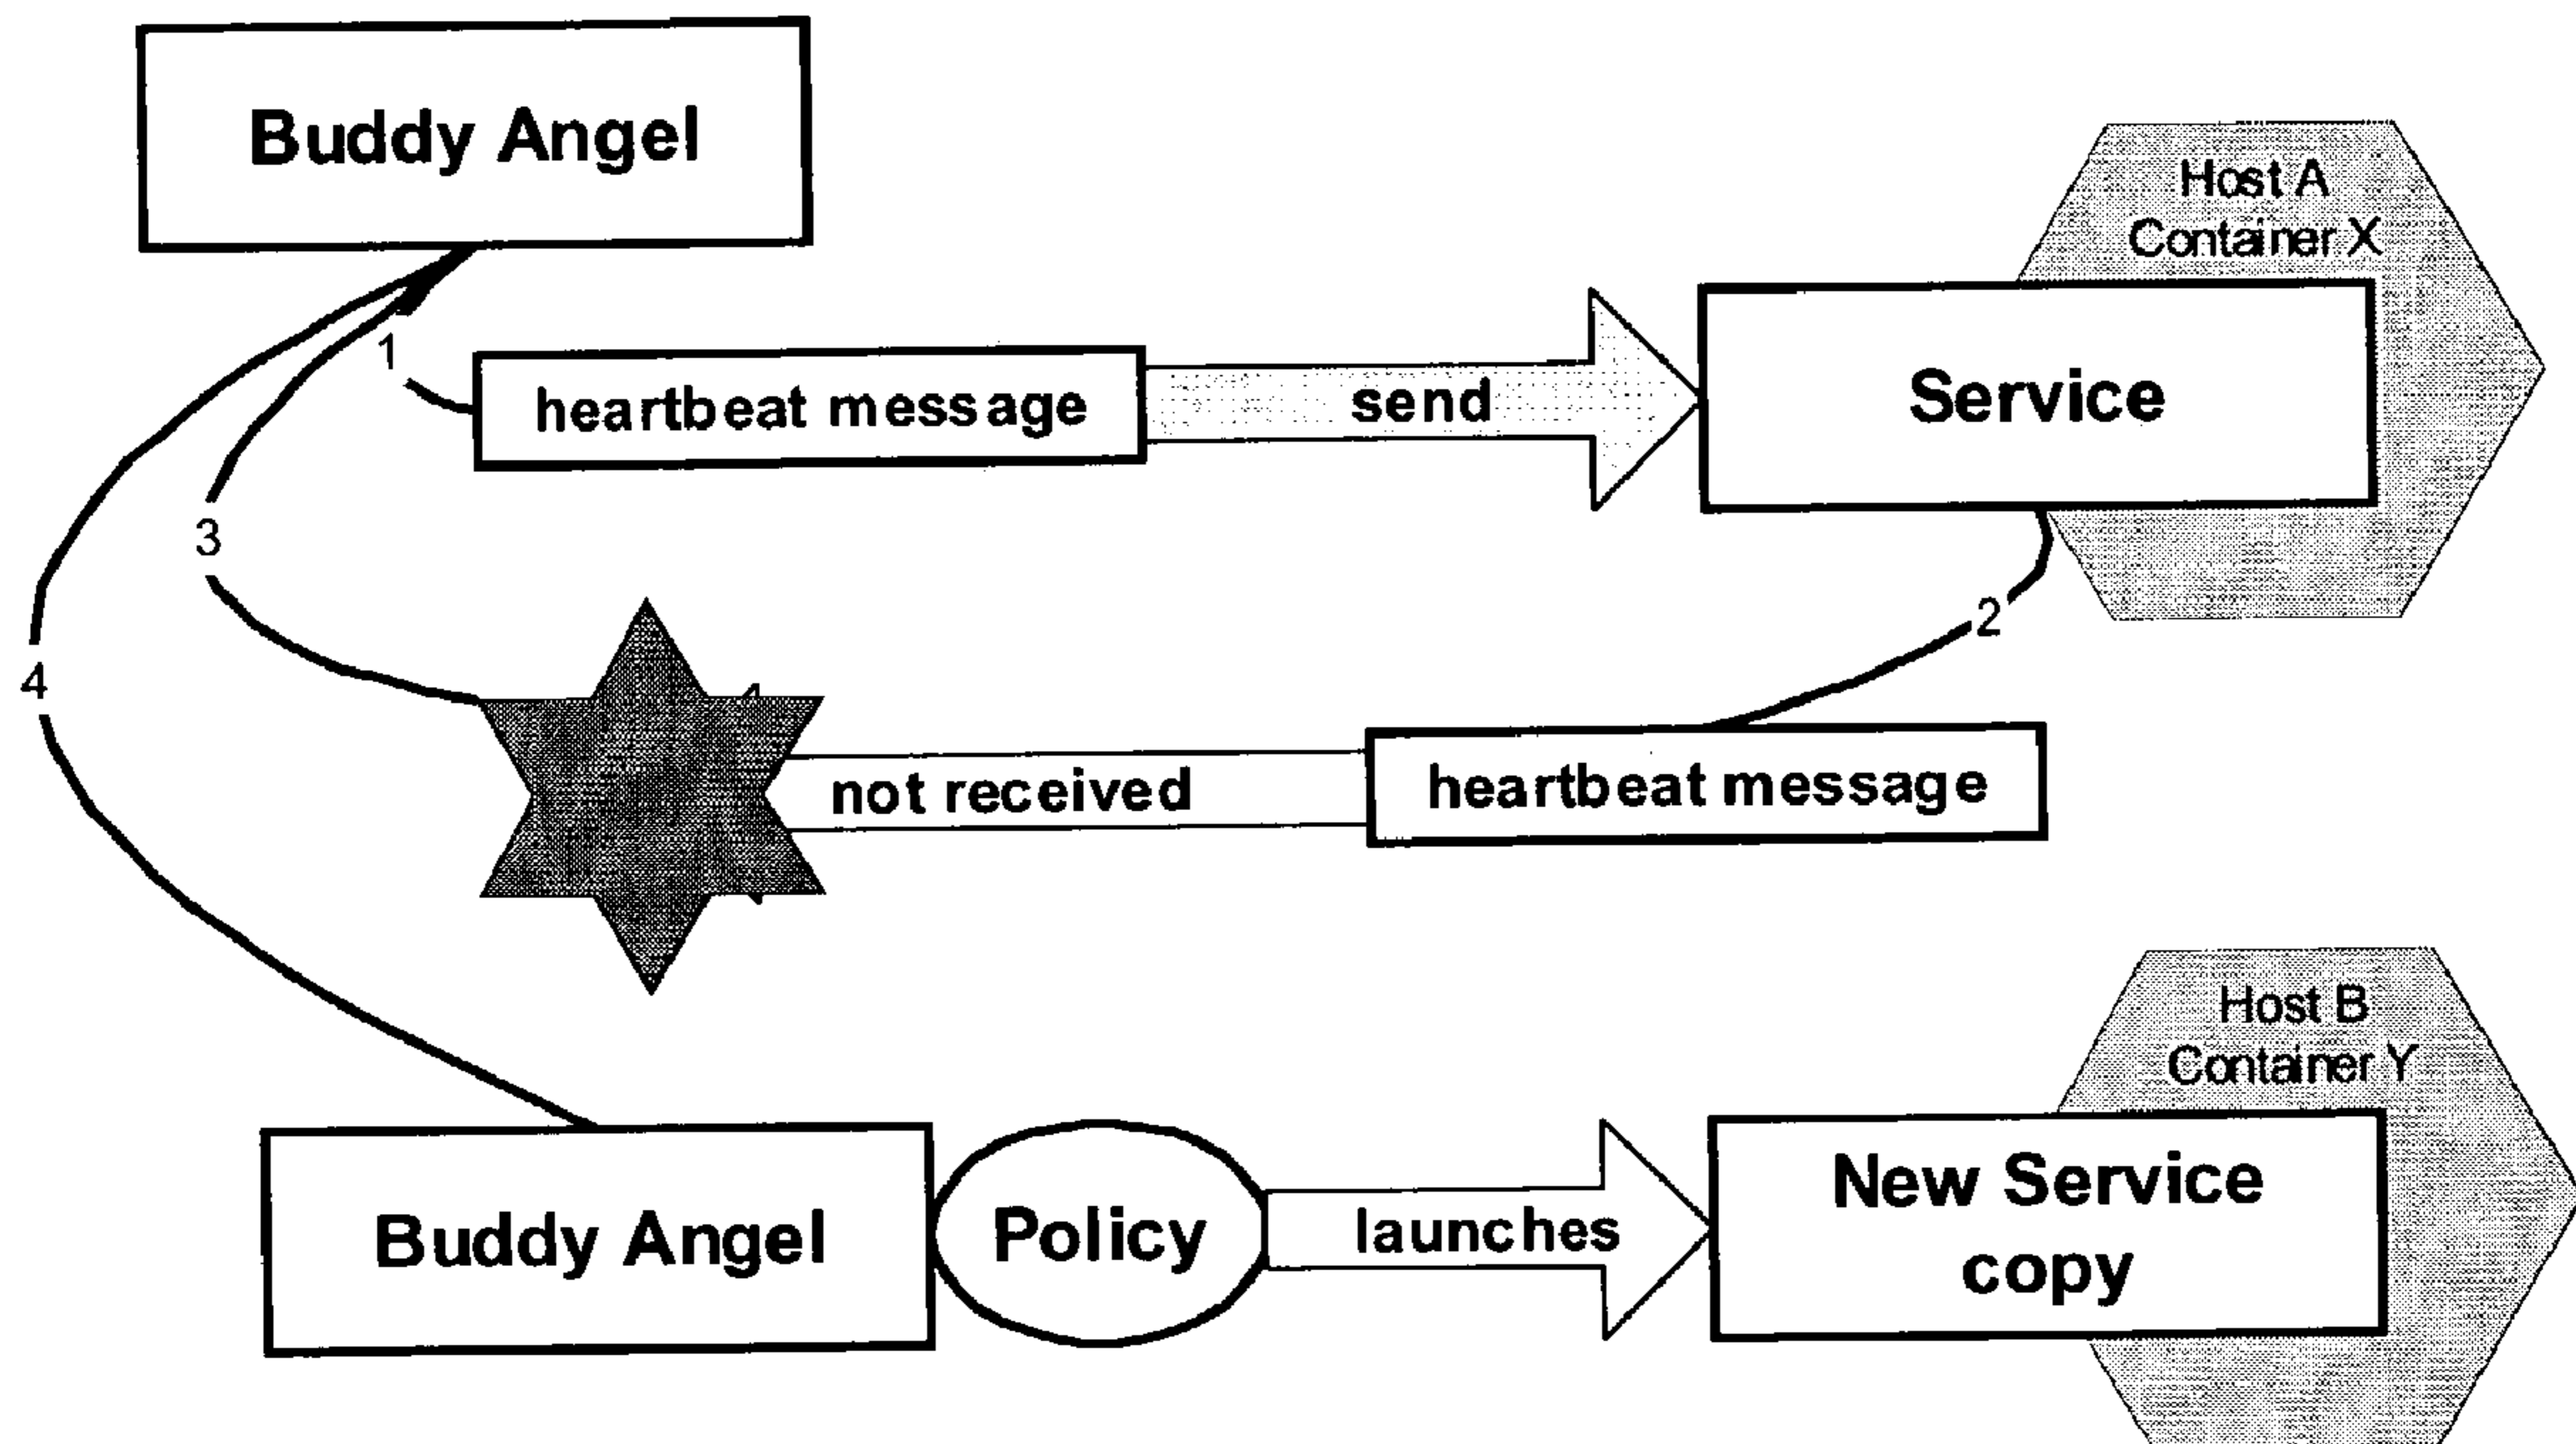 Buddy Angel
Host A
Container X
1
heartbeat message
send
Service
3
2
4
not received
heartbeat message
Host B
Container Y
Buddy Angel
Policy
launches
New Service
copy